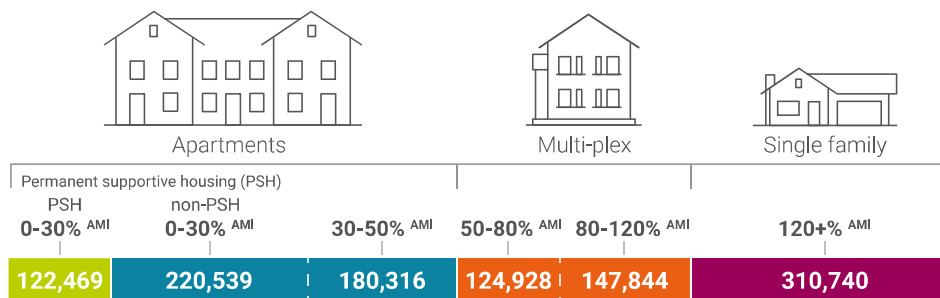 Apartments Multi-plex Single family
Permanent supportive housing (PSH)
PSH non-PSH
0-30% AMI 0-30% AMI 30-50% AMI 50-80% AMI 80-120% AMI 120+% AMI
122,469 220,539 180,316 124,928 147,844 310,740